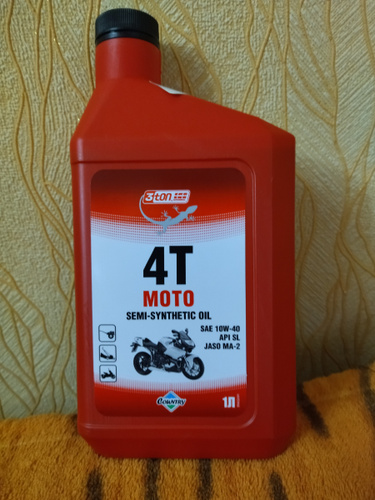 3ton
4T
MOTO
SEMI-SYNTHETIC OIL
SAE 10W-40
API SL
JASO MA-2
Country
1Л